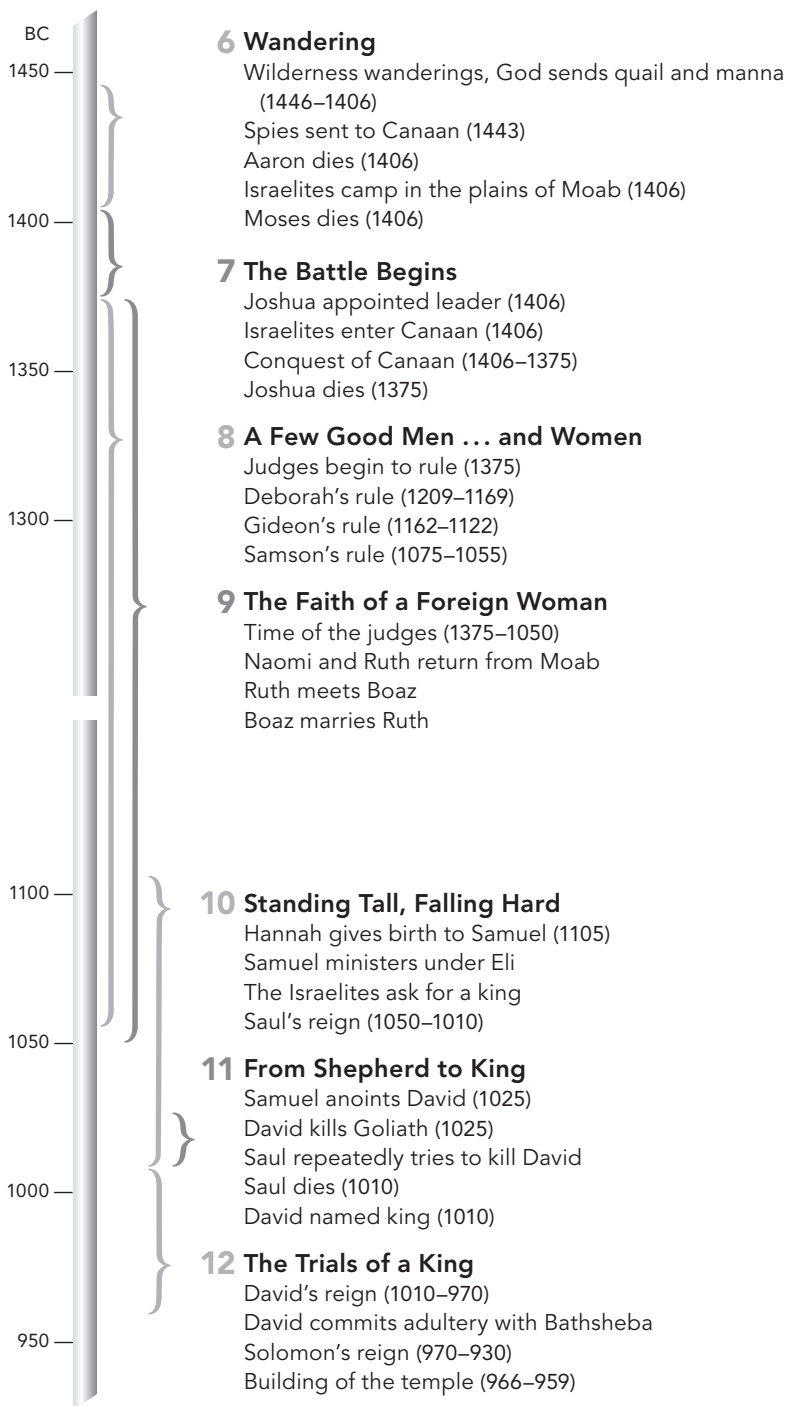 BC
1450
1400
1350
1300
1100
1050
1000
950
6 Wandering
Wilderness wanderings, God sends quail and manna
(1446–1406)
Spies sent to Canaan (1443)
Aaron dies (1406)
Israelites camp in the plains of Moab (1406)
Moses dies (1406)
7 The Battle Begins
Joshua appointed leader (1406)
Israelites enter Canaan (1406)
Conquest of Canaan (1406–1375)
Joshua dies (1375)
8 A Few Good Men ... and Women
Judges begin to rule (1375)
Deborah's rule (1209–1169)
Gideon's rule (1162–1122)
Samson's rule (1075–1055)
9 The Faith of a Foreign Woman
Time of the judges (1375–1050)
Naomi and Ruth return from Moab
Ruth meets Boaz
Boaz marries Ruth
10 Standing Tall, Falling Hard
Hannah gives birth to Samuel (1105)
Samuel ministers under Eli
The Israelites ask for a king
Saul's reign (1050–1010)
11 From Shepherd to King
Samuel anoints David (1025)
David kills Goliath (1025)
Saul repeatedly tries to kill David
Saul dies (1010)
David named king (1010)
12 The Trials of a King
David's reign (1010–970)
David commits adultery with Bathsheba
Solomon's reign (970–930)
Building of the temple (966–959)